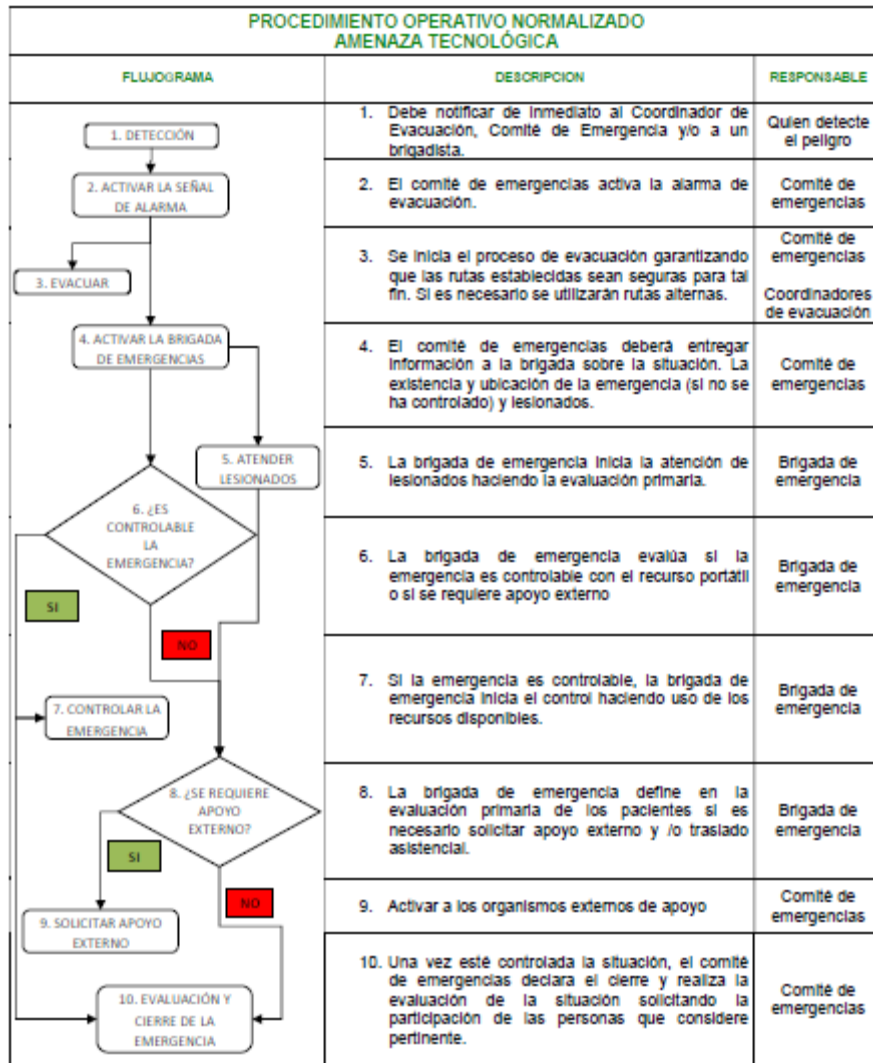 PROCEDIMIENTO OPERATIVO NORMALIZADO
AMENAZA TECNOLÓGICA
FLUJOGRAMA
DESCRIPCION
RESPONSABLE
1. DETECCIÓN
1. Debe notificar de inmediato al Coordinador de
Evacuación, Comité de Emergencia y/o a un
brigadista.
Quien detecte
el peligro
2. ACTIVAR LA SEÑAL
DE ALARMA
2. El comité de emergencias activa la alarma de
evacuación.
Comité de
emergencias
3. EVACUAR
3. Se inicia el proceso de evacuación garantizando
que las rutas establecidas sean seguras para tal
fin. Si es necesario se utilizarán rutas alternas.
Comité de
emergencias
Coordinadores
de evacuación
4. ACTIVAR LA BRIGADA
DE EMERGENCIAS
4. El comité de emergencias deberá entregar
información a la brigada sobre la situación. La
existencia y ubicación de la emergencia (si no se
ha controlado) y lesionados.
Comité de
emergencias
5. ATENDER
LESIONADOS
5. La brigada de emergencia inicia la atención de
lesionados haciendo la evaluación primaria.
Brigada de
emergencia
6. ¿ES
CONTROLABLE
LA
EMERGENCIA?
SI
NO
6. La brigada de emergencia evalúa si la
emergencia es controlable con el recurso portátil
o si se requiere apoyo externo
Brigada de
emergencia
7. CONTROLAR LA
EMERGENCIA
7. Si la emergencia es controlable, la brigada de
emergencia inicia el control haciendo uso de los
recursos disponibles.
Brigada de
emergencia
8. ¿SE REQUIERE
APOYO
EXTERNO?
SI
NO
8. La brigada de emergencia define en la
evaluación primaria de los pacientes si es
necesario solicitar apoyo externo y /o traslado
asistencial.
Brigada de
emergencia
9. SOLICITAR APOYO
EXTERNO
9. Activar a los organismos externos de apoyo
Comité de
emergencias
10. EVALUACIÓN Y
CIERRE DE LA
EMERGENCIA
10. Una vez esté controlada la situación, el comité
de emergencias declara el cierre y realiza la
evaluación de la situación solicitando la
participación de las personas que considere
pertinente.
Comité de
emergencias